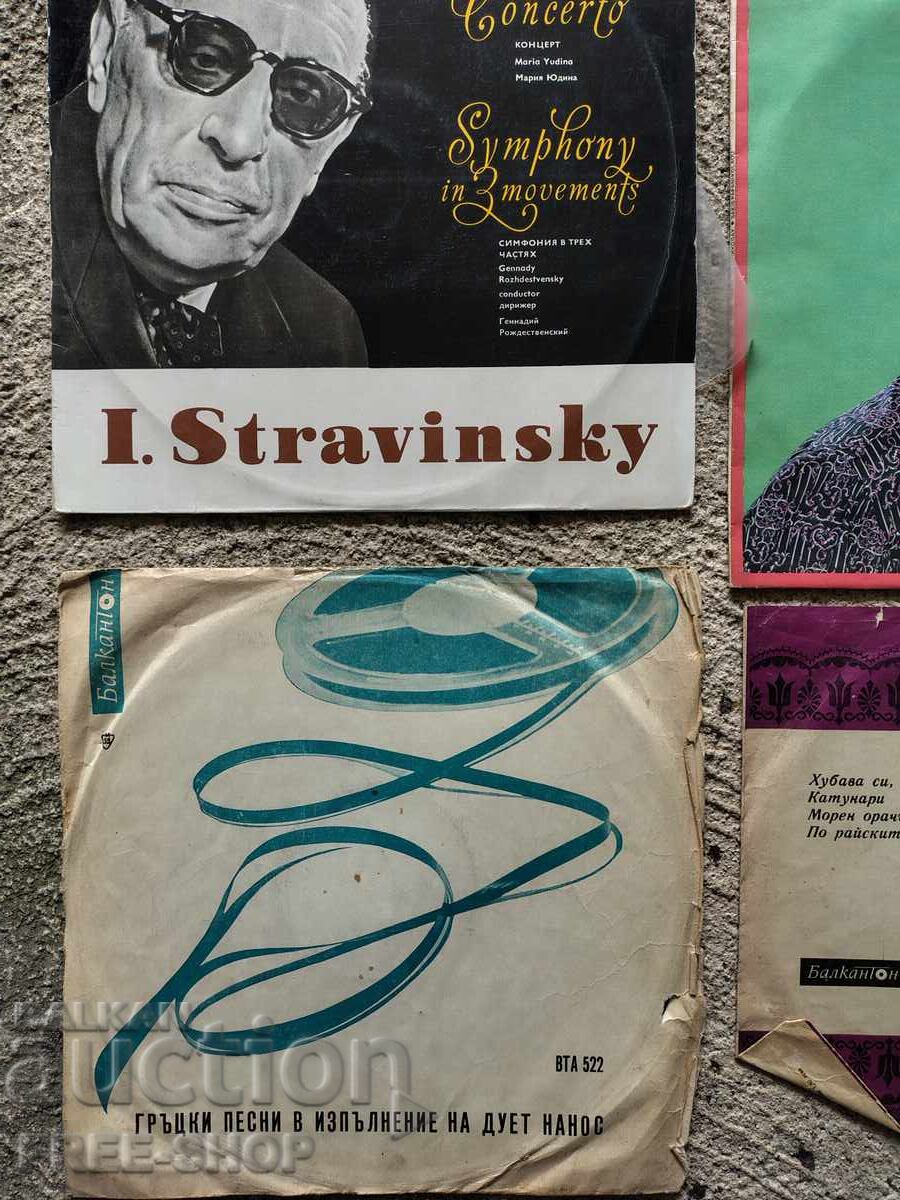 Concerto
КОНЦЕРТ
Maria Yudina
Мария Юдина
Symphony
in 3 movements
СИМФОНИЯ В ТРЕХ
ЧАСТЯХ
Gennady
Rozhdestvensky
conductor
дирижер
Геннадий
Рождественский
I. Stravinsky
Балкантон
ВТА 522
ГРЪЦКИ ПЕСНИ В ИЗПЪЛНЕНИЕ НА ДУЕТ НАНОС
Хубава си,
Катунари
Морен орач
По райскит
Балкантон
BALKAN
auction
FREE-SHOP